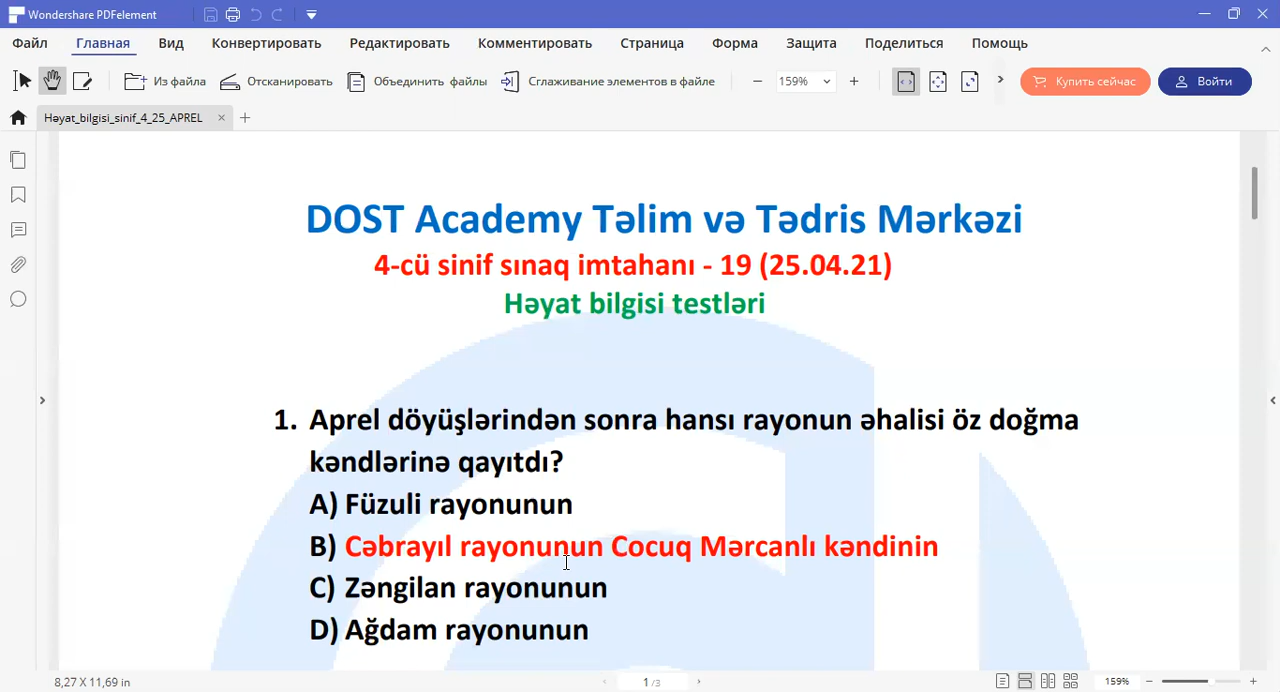 Wondershare PDFelement
Файл Главная Вид Конвертировать Редактировать Комментировать Страница Форма Защита Поделиться Помощь
Из файла Отсканировать Объединить файлы Сглаживание элементов в файле 159% Купить сейчас Войти
Həyat_bilgisi_sinif_4_25_APREL
DOST Academy Təlim və Tədris Mərkəzi
4-cü sinif sınaq imtahanı - 19 (25.04.21)
Həyat bilgisi testləri
1. Aprel döyüşlərindən sonra hansı rayonun əhalisi öz doğma
kəndlərinə qayıtdı?
A) Füzuli rayonunun
B) Cəbrayıl rayonunun Cocuq Mərcanlı kəndinin
C) Zəngilan rayonunun
D) Ağdam rayonunun
8,27 X 11,69 in 1/3 159%